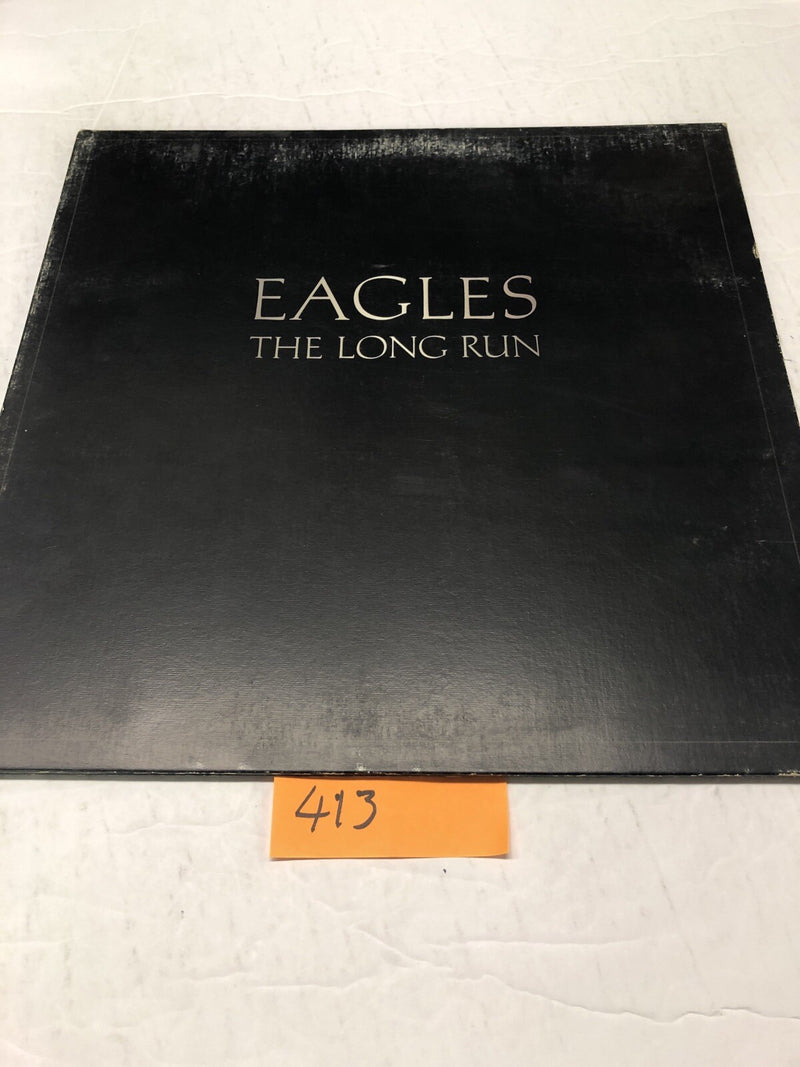 EAGLES
THE LONG RUN
413